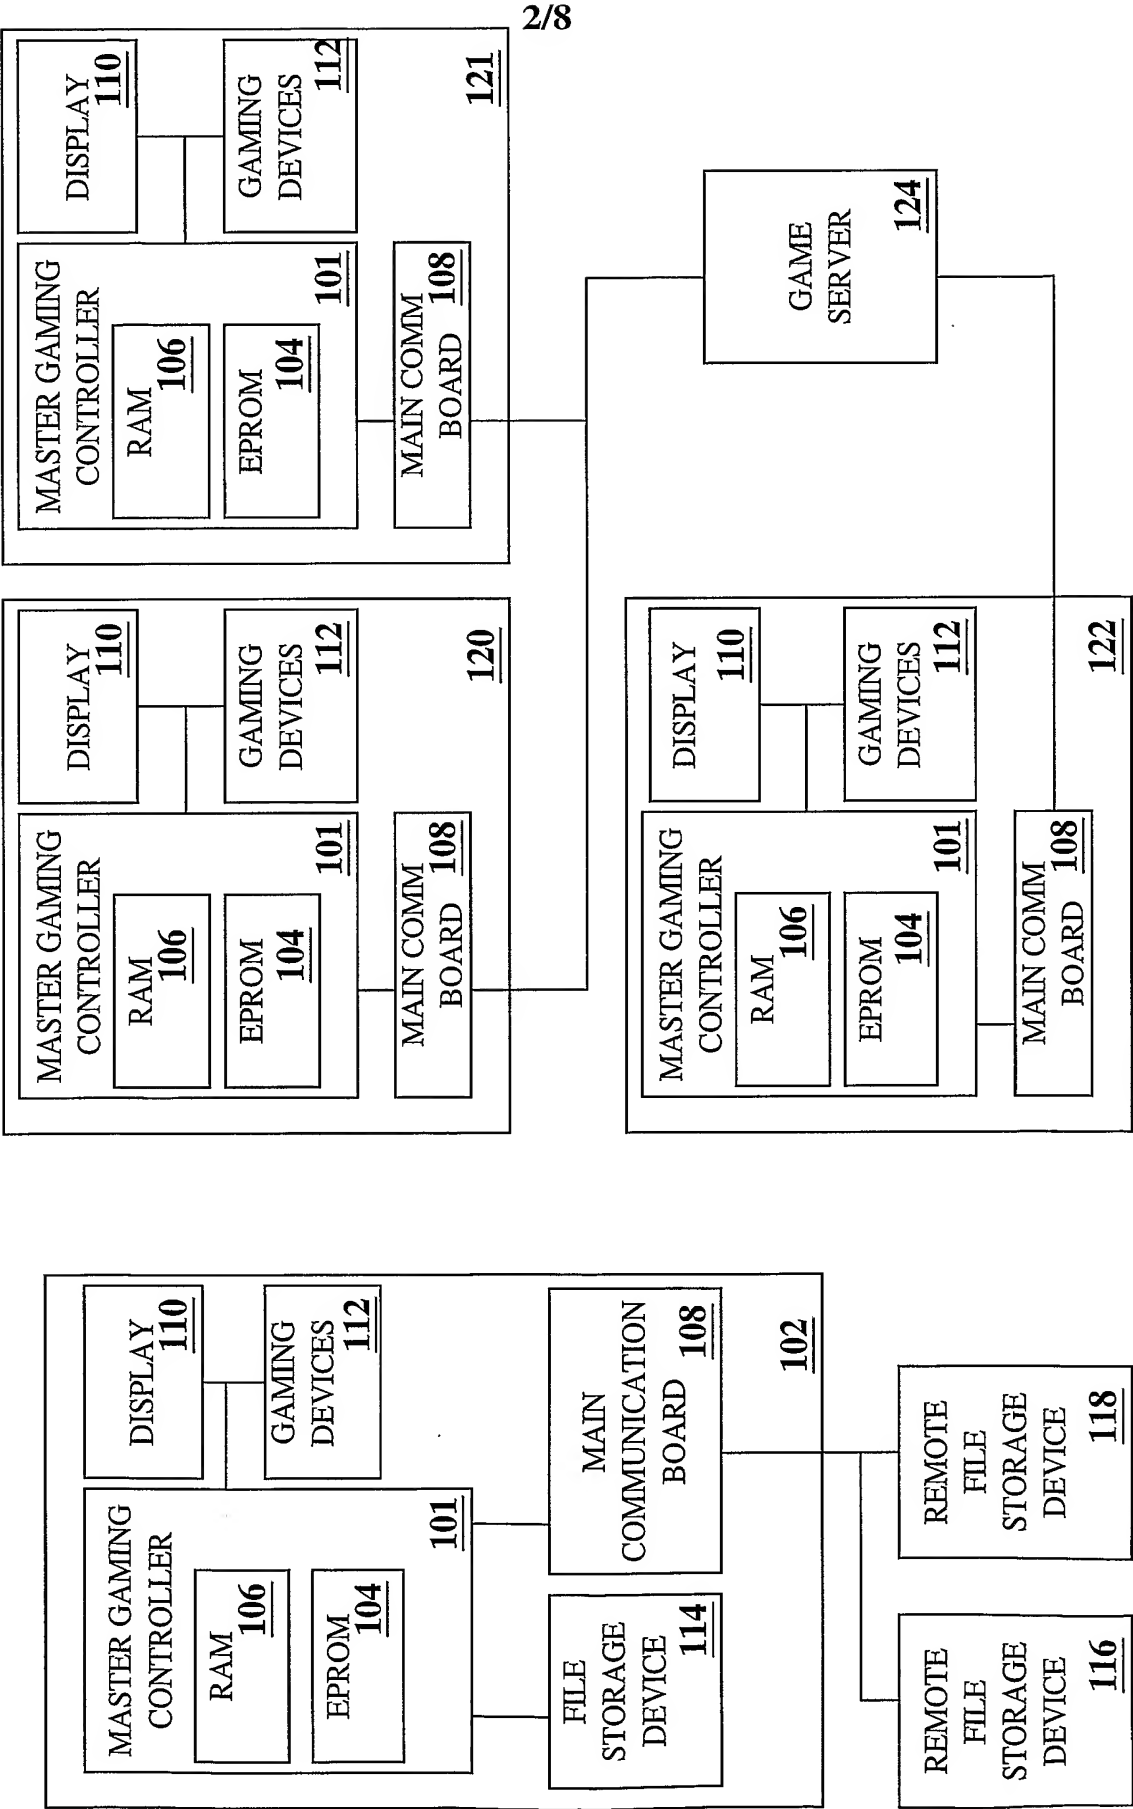 2/8
MASTER GAMING
CONTROLLER
RAM
106
EPROM
104
101
DISPLAY
110
GAMING
DEVICES
112
FILE
STORAGE
DEVICE
114
MAIN
COMMUNICATION
BOARD
108
102
REMOTE
FILE
STORAGE
DEVICE
116
REMOTE
FILE
STORAGE
DEVICE
118
MASTER GAMING
CONTROLLER
RAM
106
EPROM
104
101
DISPLAY
110
GAMING
DEVICES
112
MAIN COMM
BOARD
108
120
MASTER GAMING
CONTROLLER
RAM
106
EPROM
104
101
DISPLAY
110
GAMING
DEVICES
112
MAIN COMM
BOARD
108
121
MASTER GAMING
CONTROLLER
RAM
106
EPROM
104
101
DISPLAY
110
GAMING
DEVICES
112
MAIN COMM
BOARD
108
122
GAME
SERVER
124